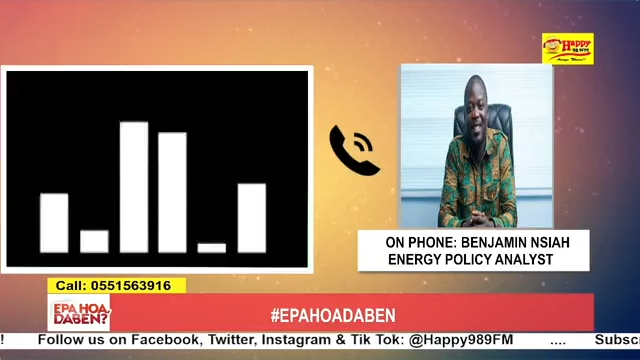 Happy
98.9FM
ON PHONE: BENJAMIN NSIAH
ENERGY POLICY ANALYST
Call: 0551563916
EPA HOA,
DABEN?
#EPAHOADABEN
! Follow us on Facebook, Twitter, Instagram & Tik Tok: @Happy989FM .... Subsc